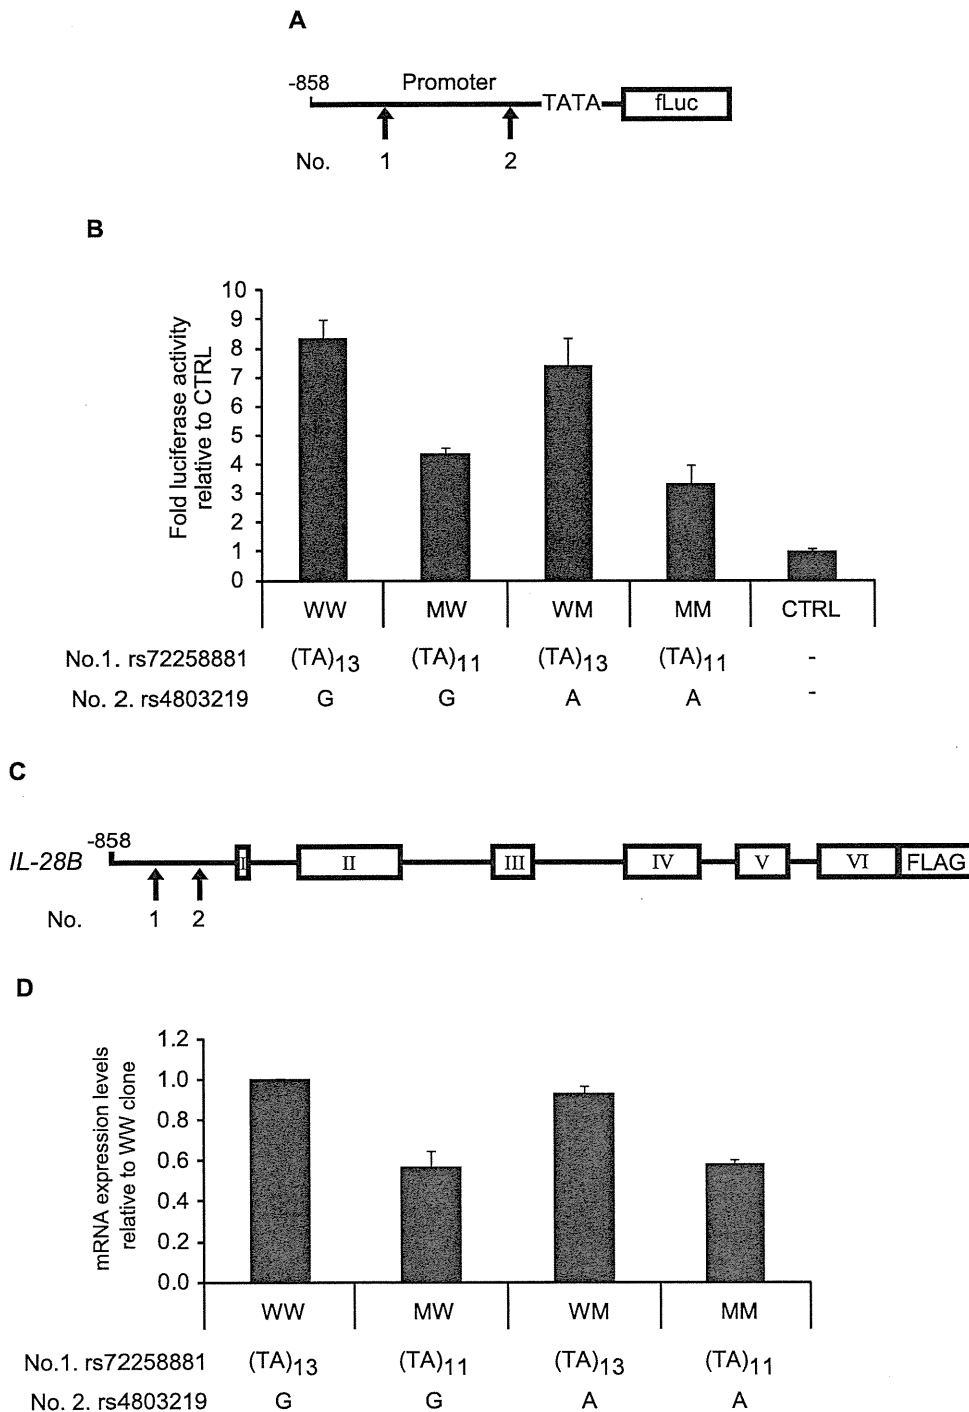 A
-858
Promoter
TATA
fLuc
No. 1 2
B
Fold luciferase activity
relative to CTRL
10
9
8
7
6
5
4
3
2
1
0
WW MW WM MM CTRL
No.1. rs72258881 (TA)13 (TA)11 (TA)13 (TA)11 -
No. 2. rs4803219 G G A A -
C
-858
IL-28B I II III IV V VI FLAG
No. 1 2
D
mRNA expression levels
relative to WW clone
1.2
1.0
0.8
0.6
0.4
0.2
0.0
WW MW WM MM
No.1. rs72258881 (TA)13 (TA)11 (TA)13 (TA)11
No. 2. rs4803219 G G A A